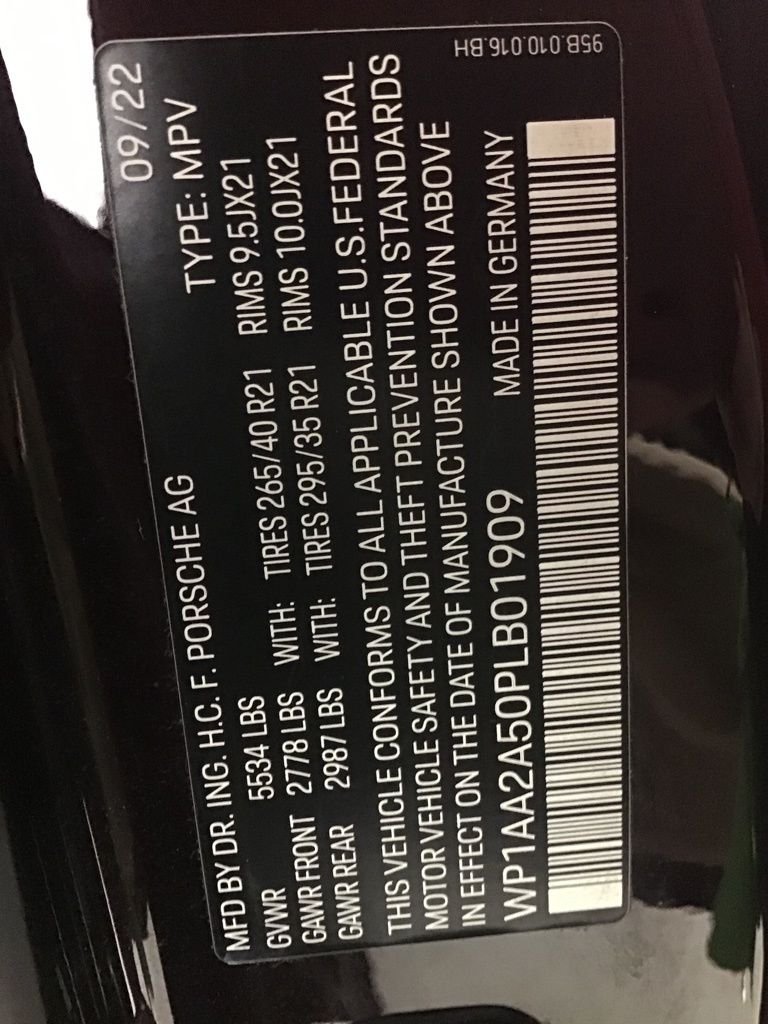 09/22
MFD BY DR. ING. H.C. F. PORSCHE AG TYPE: MPV
GVWR 5534 LBS
GAWR FRONT 2778 LBS WITH: TIRES 265/40 R21 RIMS 9.5JX21
GAWR REAR 2987 LBS WITH: TIRES 295/35 R21 RIMS 10.0JX21
THIS VEHICLE CONFORMS TO ALL APPLICABLE U.S.FEDERAL
MOTOR VEHICLE SAFETY AND THEFT PREVENTION STANDARDS
IN EFFECT ON THE DATE OF MANUFACTURE SHOWN ABOVE
WP1AA2A50PLB01909 MADE IN GERMANY
95B.010.016.BH